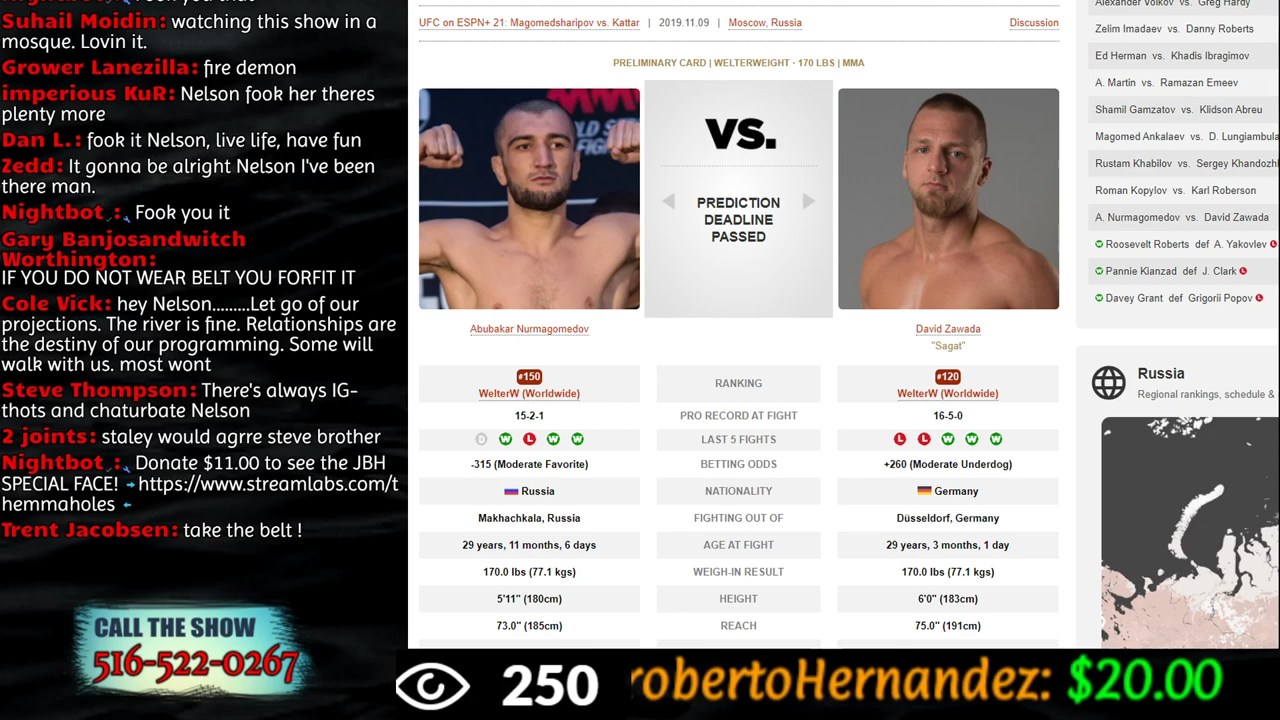 Suhail Moidin: watching this show in a
mosque. Lovin it.
Grower Lanezilla: fire demon
imperious KuR: Nelson fook her theres
plenty more
Dan L.: fook it Nelson, live life, have fun
Zedd: It gonna be alright Nelson I've been
there man.
Nightbot : Fook you it
Gary Banjosandwitch
Worthington:
IF YOU DO NOT WEAR BELT YOU FORFIT IT
Cole Vick: hey Nelson.........Let go of our
projections. The river is fine. Relationships are
the destiny of our programming. Some will
walk with us. most wont
Steve Thompson: There's always IG-
thots and chaturbate Nelson
2 joints: staley would agrre steve brother
Nightbot : Donate $11.00 to see the JBH
SPECIAL FACE! https://www.streamlabs.com/t
hemmaholes
Trent Jacobsen: take the belt !
CALL THE SHOW
516-522-0267
UFC on ESPN+ 21: Magomedsharipov vs. Kattar | 2019.11.09 | Moscow, Russia
Discussion
PRELIMINARY CARD | WELTERWEIGHT · 170 LBS | MMA
VS.
PREDICTION
DEADLINE
PASSED
Abubakar Nurmagomedov
David Zawada
"Sagat"
#150
WelterW (Worldwide)
RANKING
#120
WelterW (Worldwide)
15-2-1 PRO RECORD AT FIGHT 16-5-0
D W L W W LAST 5 FIGHTS L L W W W
-315 (Moderate Favorite) BETTING ODDS +260 (Moderate Underdog)
Russia NATIONALITY Germany
Makhachkala, Russia FIGHTING OUT OF Düsseldorf, Germany
29 years, 11 months, 6 days AGE AT FIGHT 29 years, 3 months, 1 day
170.0 lbs (77.1 kgs) WEIGH-IN RESULT 170.0 lbs (77.1 kgs)
5'11" (180cm) HEIGHT 6'0" (183cm)
73.0" (185cm) REACH 75.0" (191cm)
Alexander Volkov vs. Greg Hardy
Zelim Imadaev vs. Danny Roberts
Ed Herman vs. Khadis Ibragimov
A. Martin vs. Ramazan Emeev
Shamil Gamzatov vs. Klidson Abreu
Magomed Ankalaev vs. D. Lungiambul
Rustam Khabilov vs. Sergey Khandozh
Roman Kopylov vs. Karl Roberson
A. Nurmagomedov vs. David Zawada
W Roosevelt Roberts def A. Yakovlev L
W Pannie Kianzad def J. Clark L
W Davey Grant def Grigorii Popov L
Russia
Regional rankings, schedule &
250
robertoHernandez: $20.00